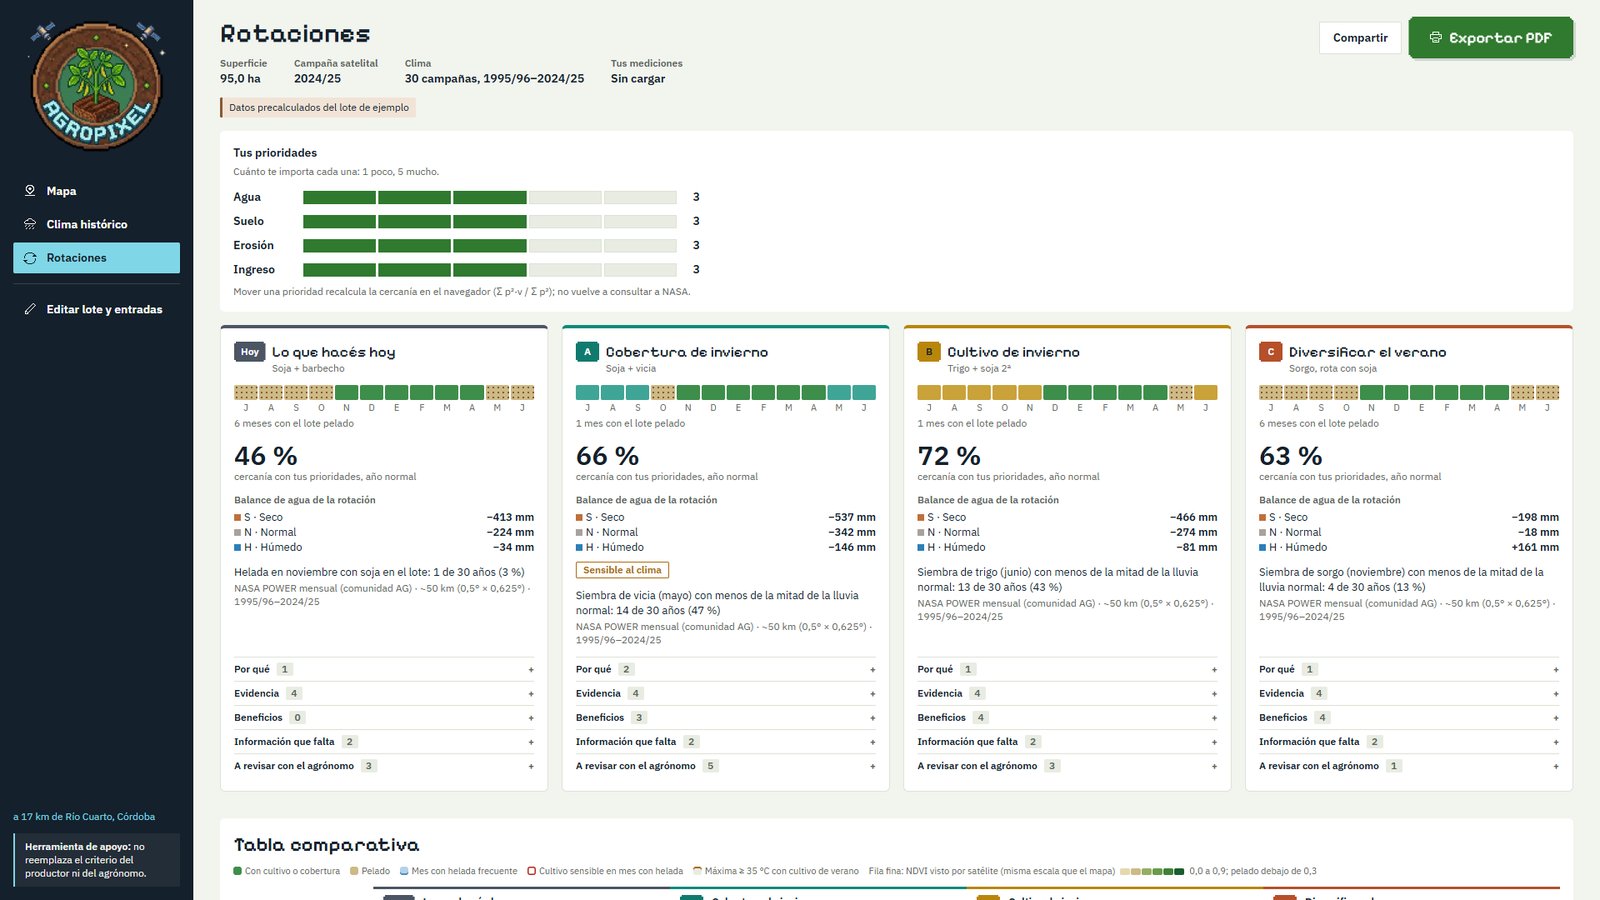 AGROPIXEL
Mapa
Clima histórico
Rotaciones
Editar lote y entradas
a 17 km de Río Cuarto, Córdoba
Herramienta de apoyo: no
reemplaza el criterio del
productor ni del agrónomo.
Rotaciones
Compartir
Exportar PDF
Superficie Campaña satelital Clima Tus mediciones
95,0 ha 2024/25 30 campañas, 1995/96–2024/25 Sin cargar
Datos precalculados del lote de ejemplo
Tus prioridades
Cuánto te importa cada una: 1 poco, 5 mucho.
Agua 3
Suelo 3
Erosión 3
Ingreso 3
Mover una prioridad recalcula la cercanía en el navegador (Σ p²·v / Σ p²); no vuelve a consultar a NASA.
Hoy Lo que hacés hoy
Soja + barbecho
J A S O N D E F M A M J
6 meses con el lote pelado
46 %
cercanía con tus prioridades, año normal
Balance de agua de la rotación
S · Seco −413 mm
N · Normal −224 mm
H · Húmedo −34 mm
Helada en noviembre con soja en el lote: 1 de 30 años (3 %)
NASA POWER mensual (comunidad AG) · ~50 km (0,5° × 0,625°) ·
1995/96–2024/25
Por qué 1 +
Evidencia 4 +
Beneficios 0 +
Información que falta 2 +
A revisar con el agrónomo 3 +
A Cobertura de invierno
Soja + vicia
J A S O N D E F M A M J
1 mes con el lote pelado
66 %
cercanía con tus prioridades, año normal
Balance de agua de la rotación
S · Seco −537 mm
N · Normal −342 mm
H · Húmedo −146 mm
Sensible al clima
Siembra de vicia (mayo) con menos de la mitad de la lluvia
normal: 14 de 30 años (47 %)
NASA POWER mensual (comunidad AG) · ~50 km (0,5° × 0,625°) ·
1995/96–2024/25
Por qué 2 +
Evidencia 4 +
Beneficios 3 +
Información que falta 2 +
A revisar con el agrónomo 5 +
B Cultivo de invierno
Trigo + soja 2ª
J A S O N D E F M A M J
1 mes con el lote pelado
72 %
cercanía con tus prioridades, año normal
Balance de agua de la rotación
S · Seco −466 mm
N · Normal −274 mm
H · Húmedo −81 mm
Siembra de trigo (junio) con menos de la mitad de la lluvia
normal: 13 de 30 años (43 %)
NASA POWER mensual (comunidad AG) · ~50 km (0,5° × 0,625°) ·
1995/96–2024/25
Por qué 1 +
Evidencia 4 +
Beneficios 4 +
Información que falta 2 +
A revisar con el agrónomo 3 +
C Diversificar el verano
Sorgo, rota con soja
J A S O N D E F M A M J
6 meses con el lote pelado
63 %
cercanía con tus prioridades, año normal
Balance de agua de la rotación
S · Seco −198 mm
N · Normal −18 mm
H · Húmedo +161 mm
Siembra de sorgo (noviembre) con menos de la mitad de la
lluvia normal: 4 de 30 años (13 %)
NASA POWER mensual (comunidad AG) · ~50 km (0,5° × 0,625°) ·
1995/96–2024/25
Por qué 1 +
Evidencia 4 +
Beneficios 4 +
Información que falta 2 +
A revisar con el agrónomo 1 +
Tabla comparativa
Con cultivo o cobertura Pelado Mes con helada frecuente Cultivo sensible en mes con helada Máxima ≥ 35 °C con cultivo de verano Fila fina: NDVI visto por satélite (misma escala que el mapa) 0,0 a 0,9; pelado debajo de 0,3